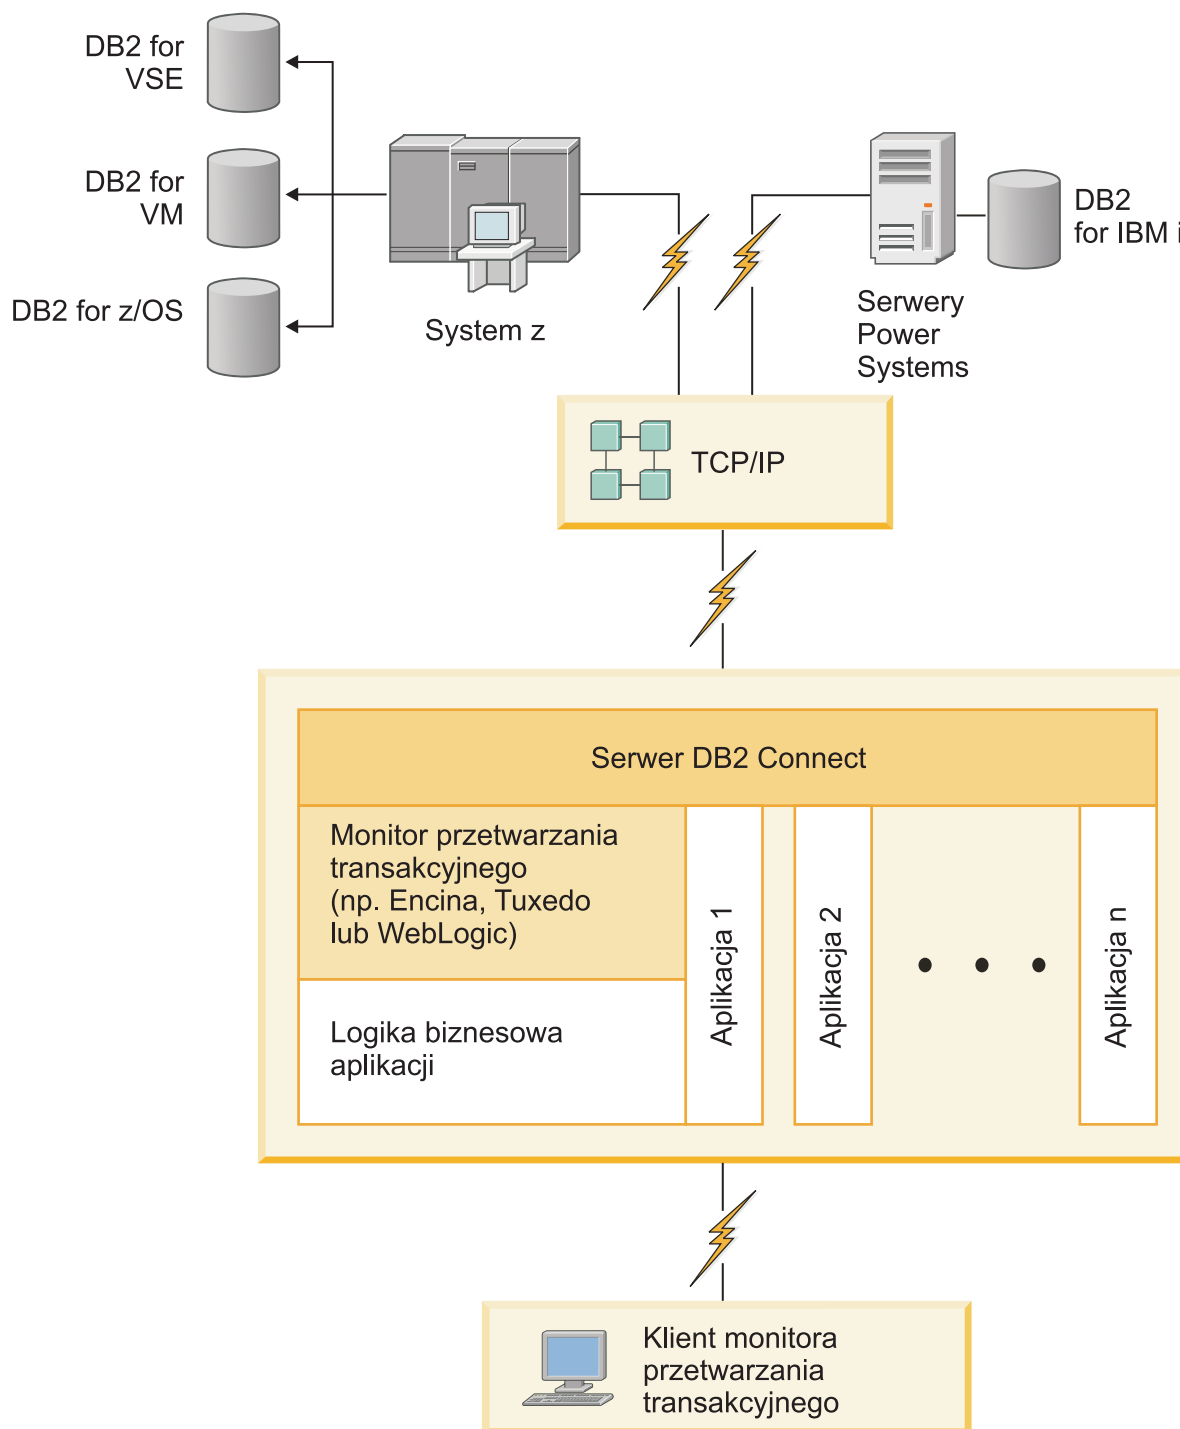 DB2 for
VSE
DB2 for
VM
DB2 for z/OS
System z
DB2
for IBM i
Serwery
Power
Systems
TCP/IP
Serwer DB2 Connect
Monitor przetwarzania
transakcyjnego
(np. Encina, Tuxedo
lub WebLogic)
Logika biznesowa
aplikacji
Aplikacja 1
Aplikacja 2
• • •
Aplikacja n
Klient monitora
przetwarzania
transakcyjnego